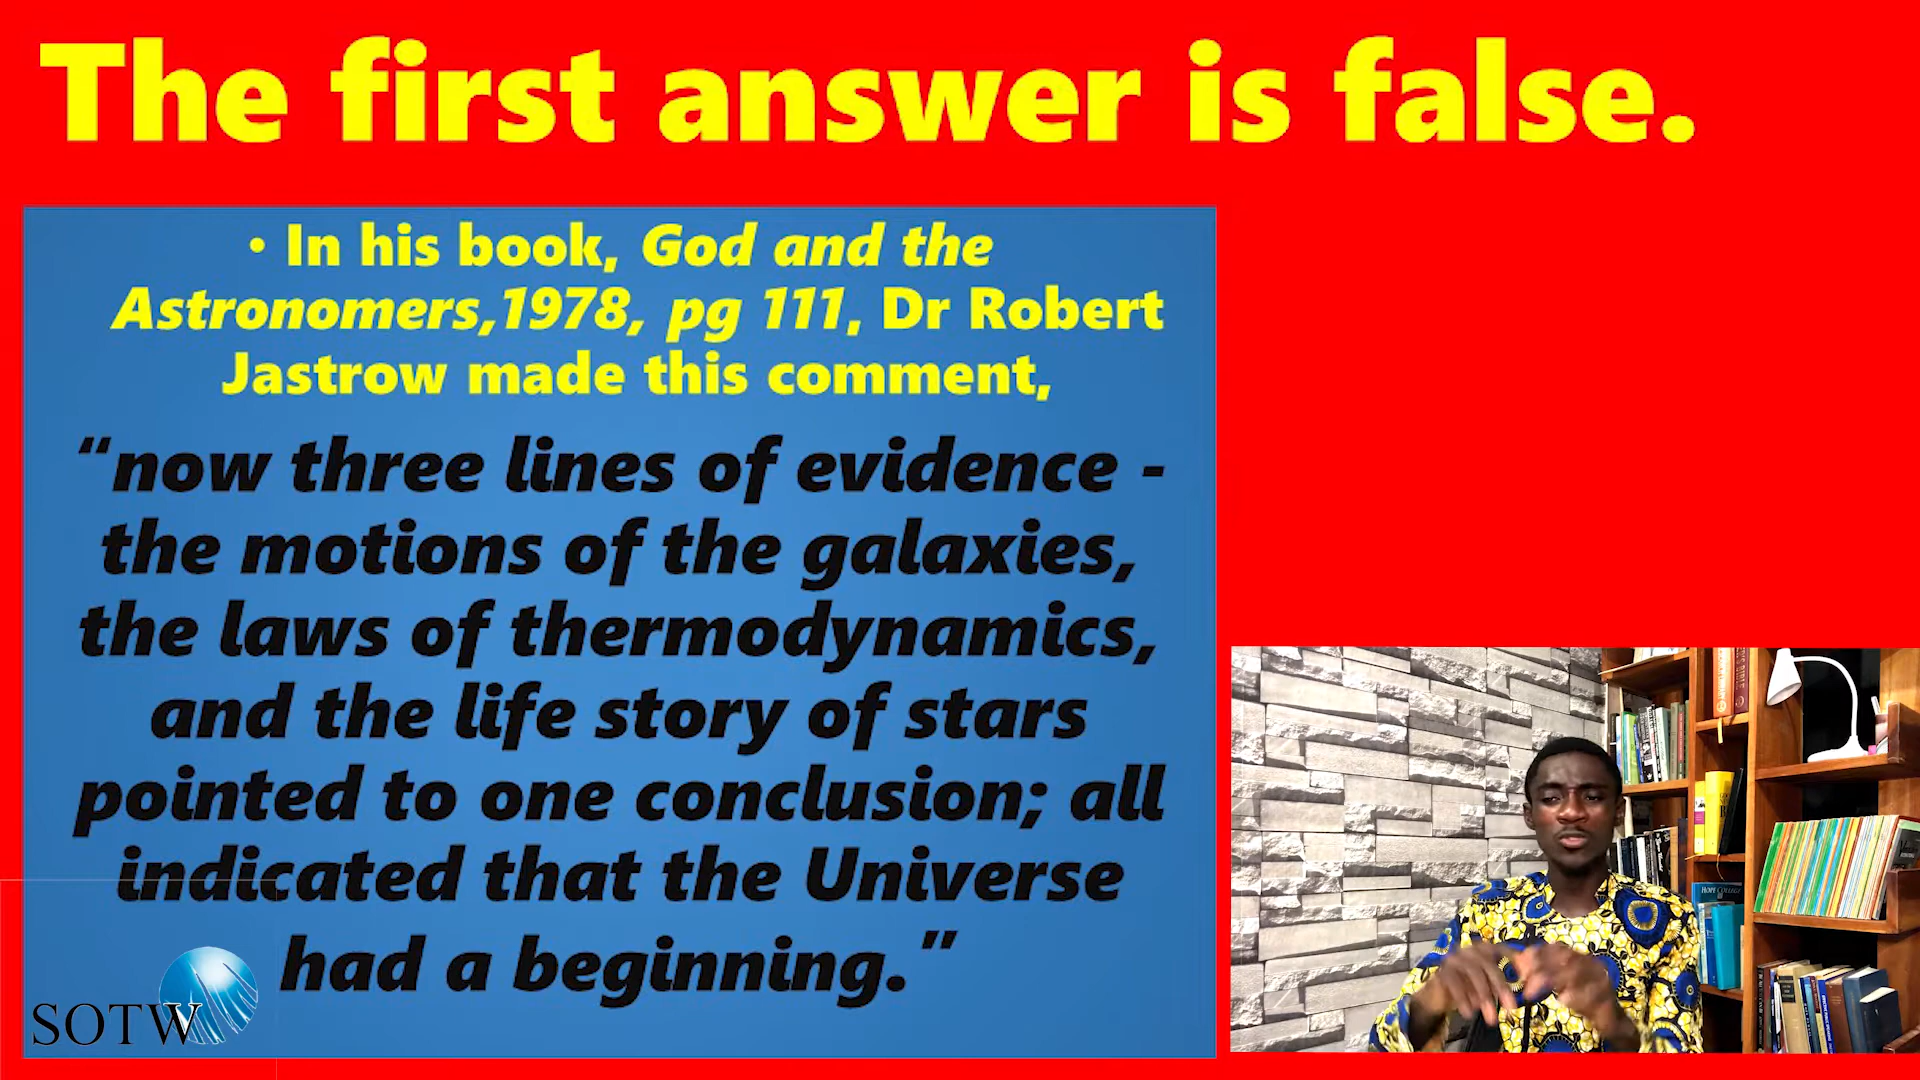 The first answer is false.
• In his book, God and the
Astronomers,1978, pg 111, Dr Robert
Jastrow made this comment,
“now three lines of evidence -
the motions of the galaxies,
the laws of thermodynamics,
and the life story of stars
pointed to one conclusion; all
indicated that the Universe
had a beginning.”
SOTW
HOPE COLLEGE